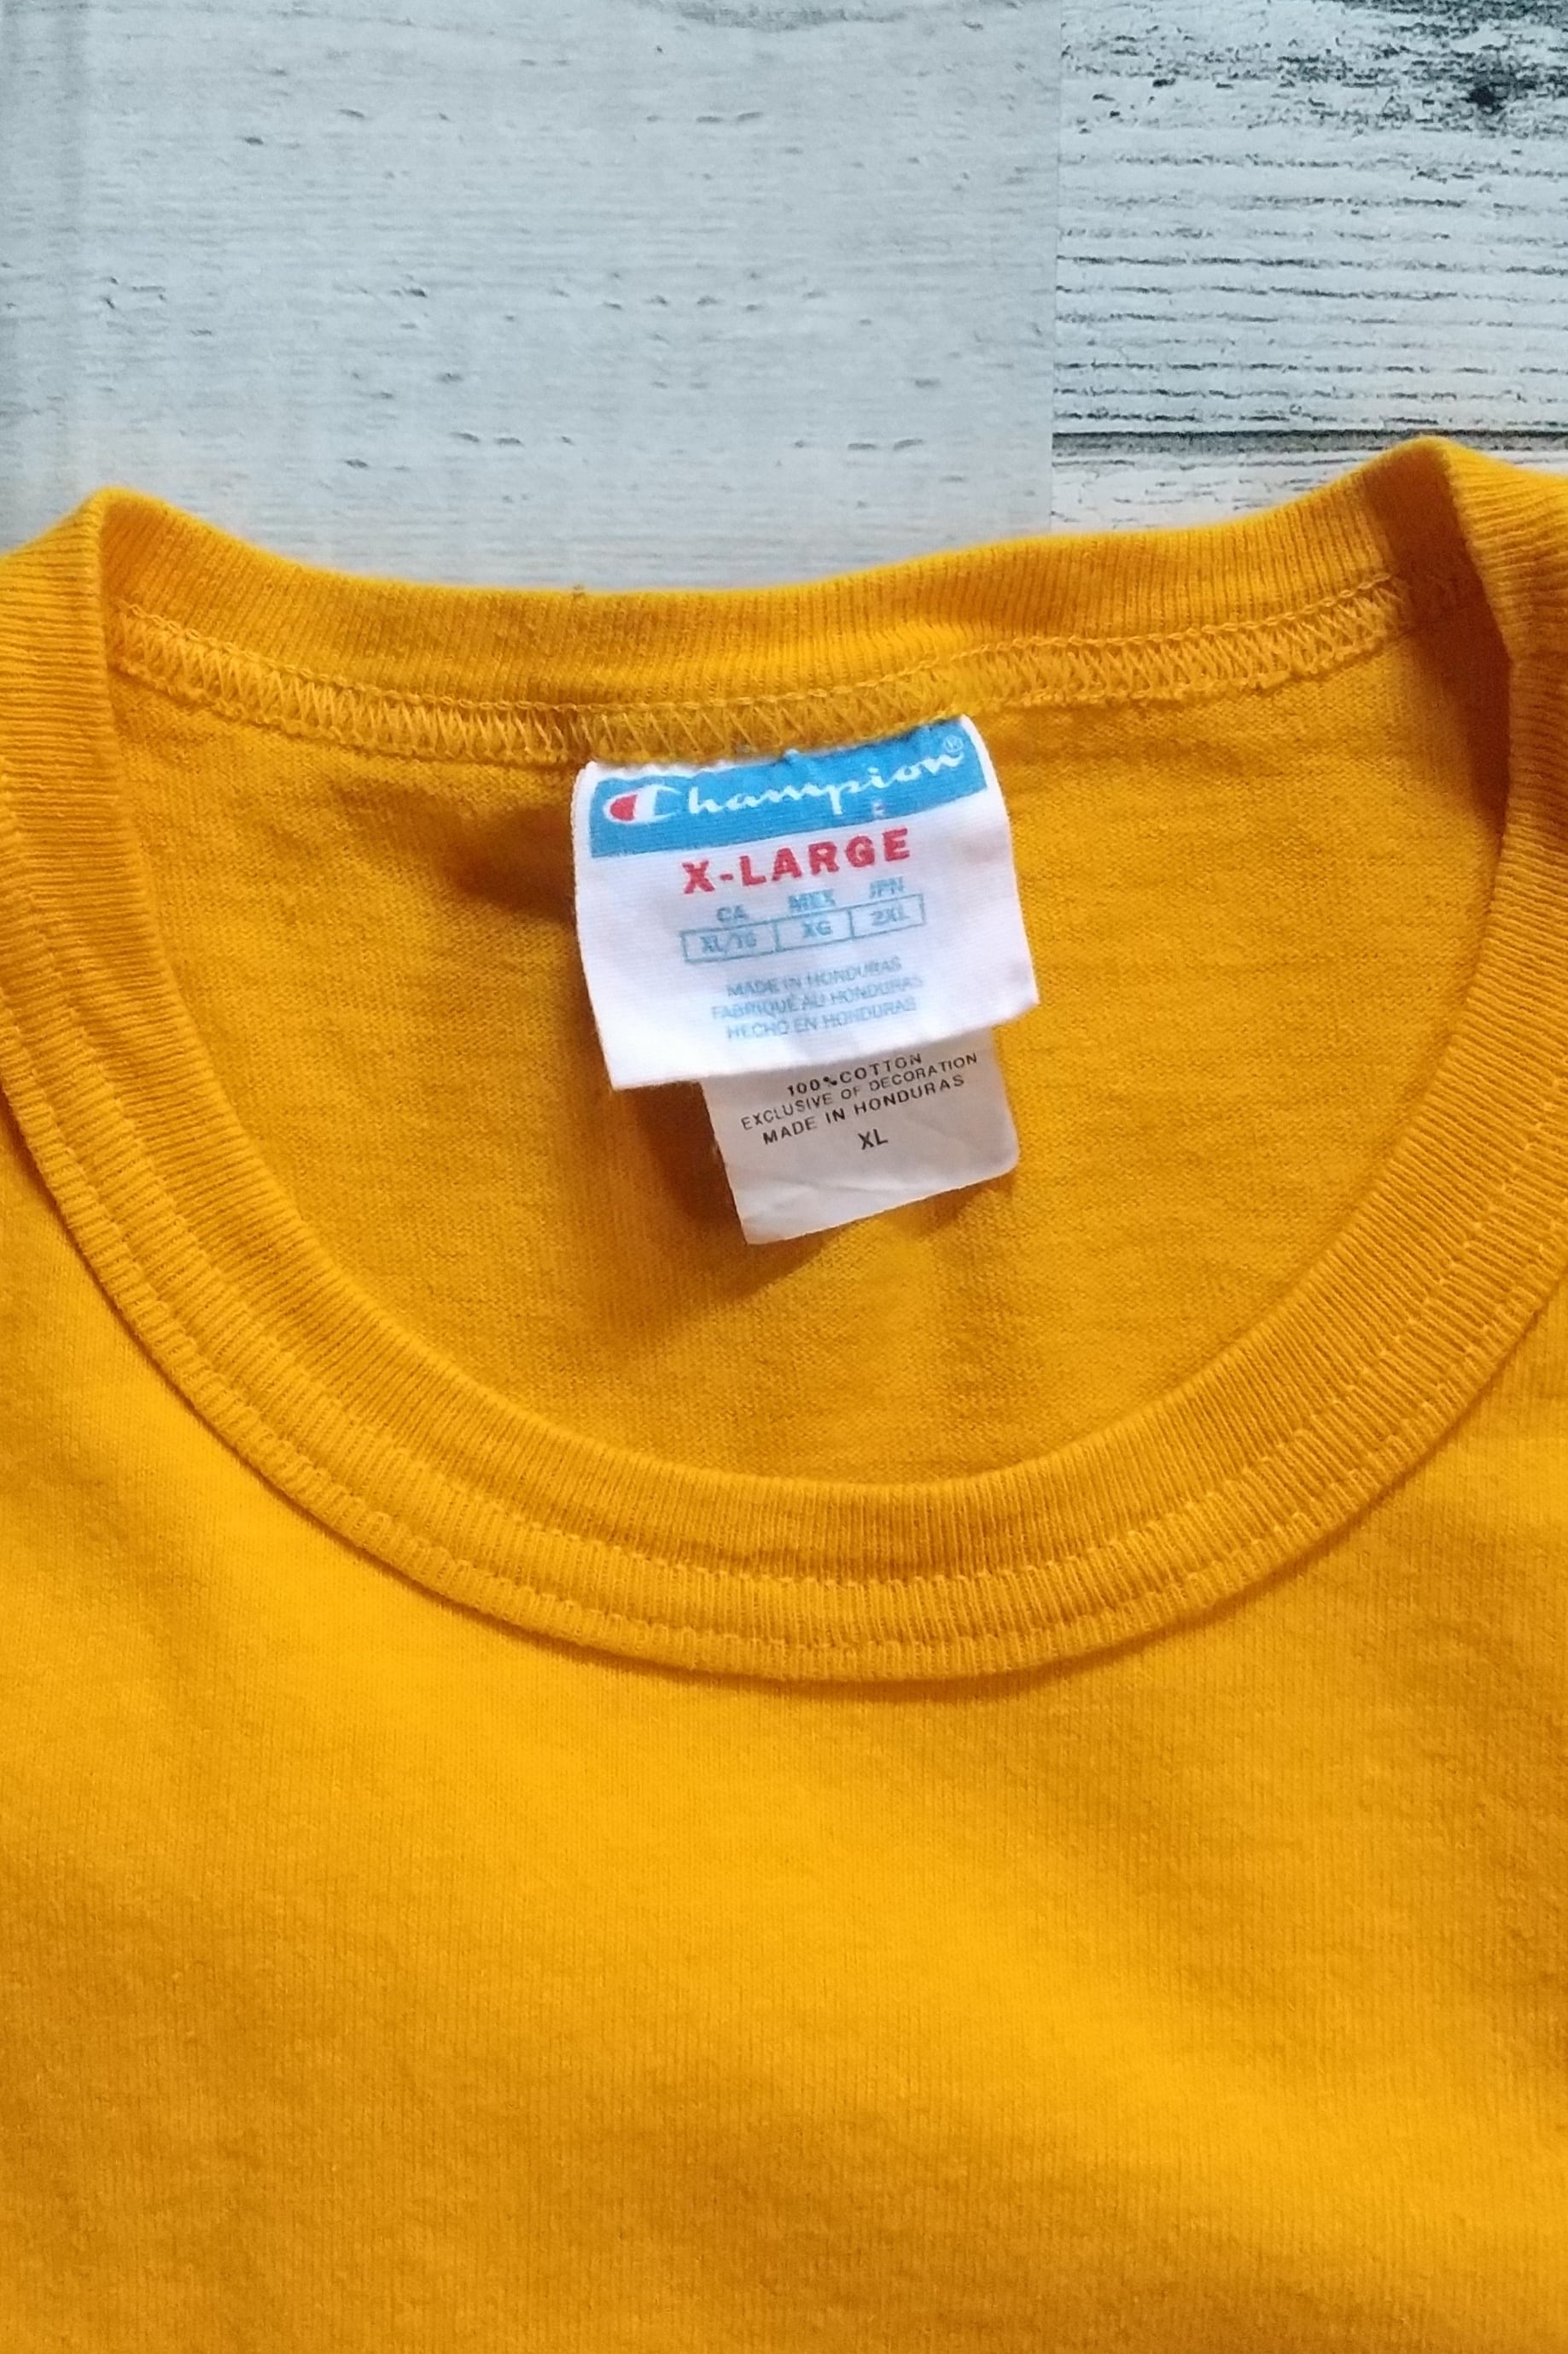 Champion®
X-LARGE
CA MEX JPN
XL/TG XG 2XL
MADE IN HONDURAS
FABRIQUÉ AU HONDURAS
HECHO EN HONDURAS
100% COTTON
EXCLUSIVE OF DECORATION
MADE IN HONDURAS
XL